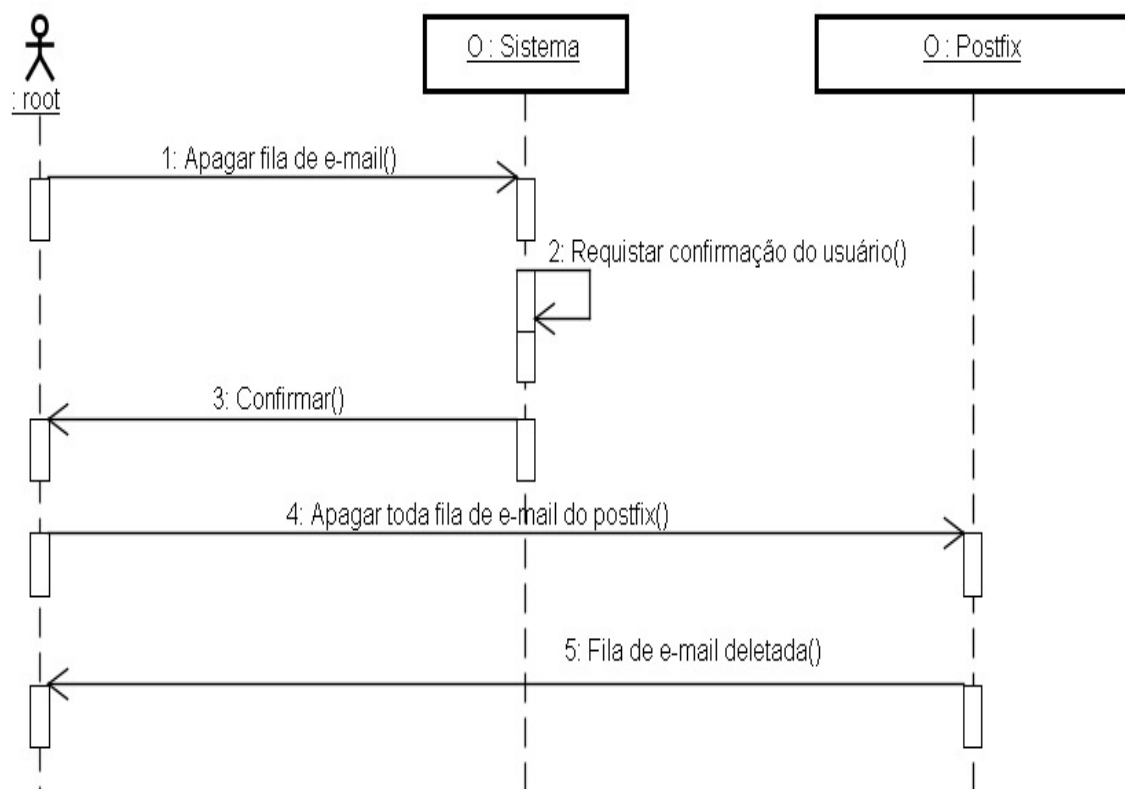 O : Sistema
O : Postfix
: root
1: Apagar fila de e-mail()
2: Requistar confirmação do usuário()
3: Confirmar()
4: Apagar toda fila de e-mail do postfix()
5: Fila de e-mail deletada()